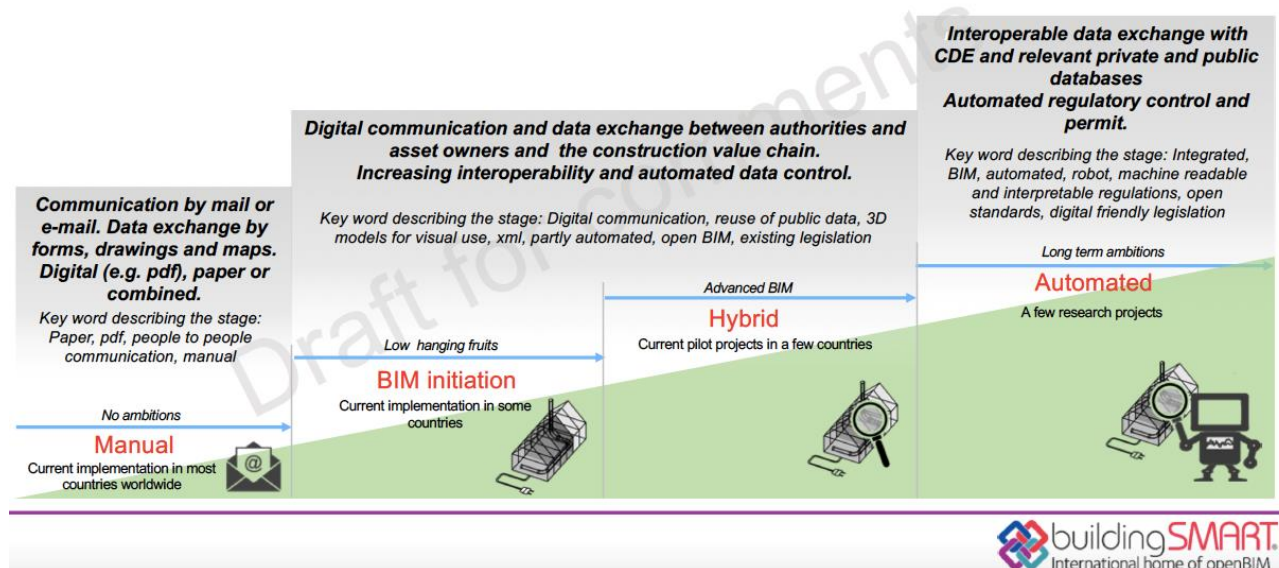 Communication by mail or
e-mail. Data exchange by
forms, drawings and maps.
Digital (e.g. pdf), paper or
combined.
Key word describing the stage:
Paper, pdf, people to people
communication, manual
No ambitions
Manual
Current implementation in most
countries worldwide
@
Digital communication and data exchange between authorities and
asset owners and the construction value chain.
Increasing interoperability and automated data control.
Key word describing the stage: Digital communication, reuse of public data, 3D
models for visual use, xml, partly automated, open BIM, existing legislation
Low hanging fruits
BIM initiation
Current implementation in some
countries
Advanced BIM
Hybrid
Current pilot projects in a few countries
Interoperable data exchange with
CDE and relevant private and public
databases
Automated regulatory control and
permit.
Key word describing the stage: Integrated,
BIM, automated, robot, machine readable
and interpretable regulations, open
standards, digital friendly legislation
Long term ambitions
Automated
A few research projects
Draft for comments
buildingSMART.
International home of openBIM